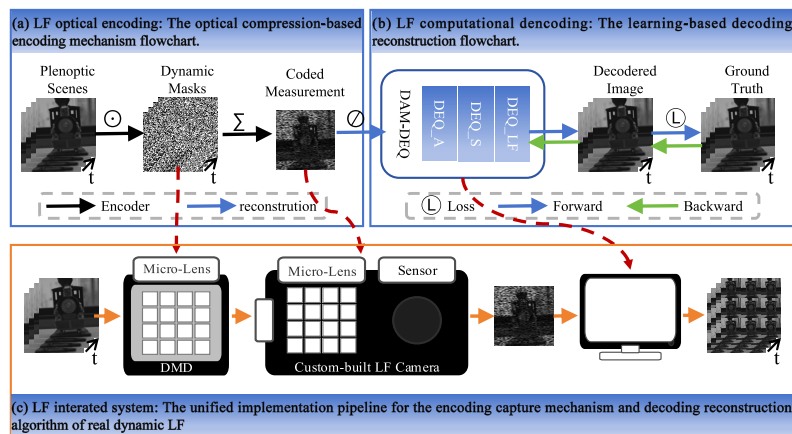 (a) LF optical encoding: The optical compression-based
encoding mechanism flowchart.
Plenoptic
Scenes
Dynamic
Masks
Coded
Measurement
⊙
∑
∅
t
t
Encoder
reconstrution
(b) LF computational dencoding: The learning-based decoding
reconstruction flowchart.
DAM-DEQ
DEQ_A
DEQ_S
DEQ_LF
Decodered
Image
Ground
Truth
Ⓛ
t
t
Ⓛ Loss
Forward
Backward
t
Micro-Lens
DMD
Micro-Lens
Sensor
Custom-built LF Camera
t
(c) LF interated system: The unified implementation pipeline for the encoding capture mechanism and decoding reconstruction
algorithm of real dynamic LF